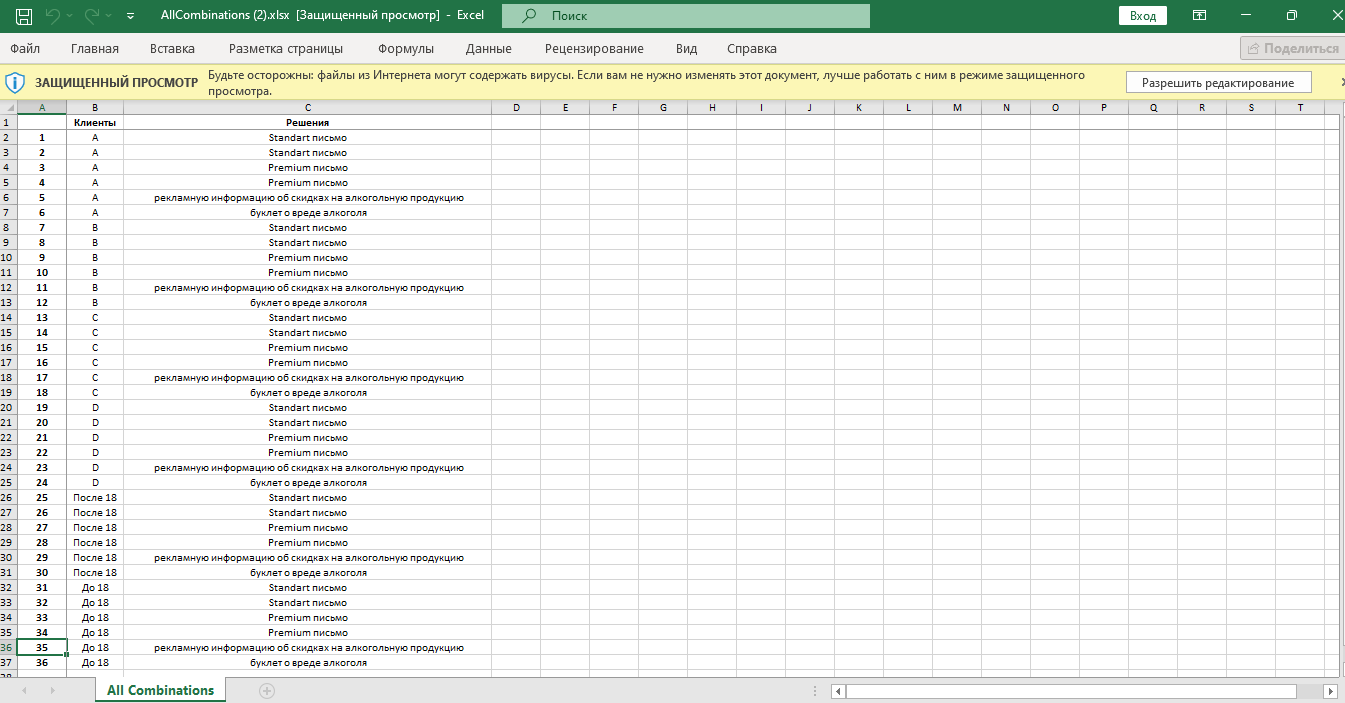 AllCombinations (2).xlsx [Защищенный просмотр] - Excel
Поиск
Вход
Файл Главная Вставка Разметка страницы Формулы Данные Рецензирование Вид Справка Поделиться
ЗАЩИЩЕННЫЙ ПРОСМОТР Будьте осторожны: файлы из Интернета могут содержать вирусы. Если вам не нужно изменять этот документ, лучше работать с ним в режиме защищенного
просмотра.
Разрешить редактирование
A B C D E F G H I J K L M N O P Q R S T
1 Клиенты Решения
2 1 A Standart письмо
3 2 A Standart письмо
4 3 A Premium письмо
5 4 A Premium письмо
6 5 A рекламную информацию об скидках на алкогольную продукцию
7 6 A буклет о вреде алкоголя
8 7 B Standart письмо
9 8 B Standart письмо
10 9 B Premium письмо
11 10 B Premium письмо
12 11 B рекламную информацию об скидках на алкогольную продукцию
13 12 B буклет о вреде алкоголя
14 13 C Standart письмо
15 14 C Standart письмо
16 15 C Premium письмо
17 16 C Premium письмо
18 17 C рекламную информацию об скидках на алкогольную продукцию
19 18 C буклет о вреде алкоголя
20 19 D Standart письмо
21 20 D Standart письмо
22 21 D Premium письмо
23 22 D Premium письмо
24 23 D рекламную информацию об скидках на алкогольную продукцию
25 24 D буклет о вреде алкоголя
26 25 После 18 Standart письмо
27 26 После 18 Standart письмо
28 27 После 18 Premium письмо
29 28 После 18 Premium письмо
30 29 После 18 рекламную информацию об скидках на алкогольную продукцию
31 30 После 18 буклет о вреде алкоголя
32 31 До 18 Standart письмо
33 32 До 18 Standart письмо
34 33 До 18 Premium письмо
35 34 До 18 Premium письмо
36 35 До 18 рекламную информацию об скидках на алкогольную продукцию
37 36 До 18 буклет о вреде алкоголя
38
All Combinations